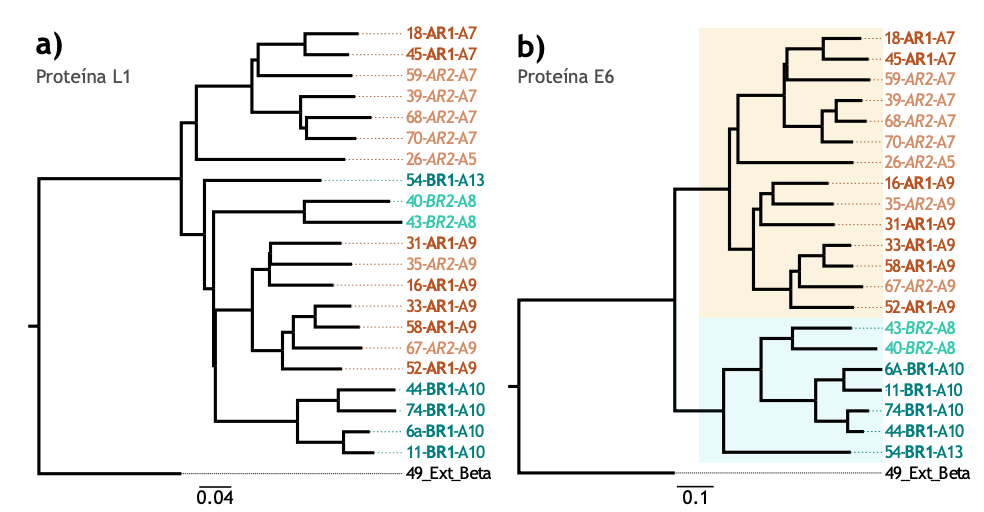 a)
Proteína L1
18-AR1-A7
45-AR1-A7
59-AR2-A7
39-AR2-A7
68-AR2-A7
70-AR2-A7
26-AR2-A5
54-BR1-A13
40-BR2-A8
43-BR2-A8
31-AR1-A9
35-AR2-A9
16-AR1-A9
33-AR1-A9
58-AR1-A9
67-AR2-A9
52-AR1-A9
44-BR1-A10
74-BR1-A10
6a-BR1-A10
11-BR1-A10
49_Ext_Beta
0.04
b)
Proteína E6
18-AR1-A7
45-AR1-A7
59-AR2-A7
39-AR2-A7
68-AR2-A7
70-AR2-A7
26-AR2-A5
16-AR1-A9
35-AR2-A9
31-AR1-A9
33-AR1-A9
58-AR1-A9
67-AR2-A9
52-AR1-A9
43-BR2-A8
40-BR2-A8
6A-BR1-A10
11-BR1-A10
74-BR1-A10
44-BR1-A10
54-BR1-A13
49_Ext_Beta
0.1